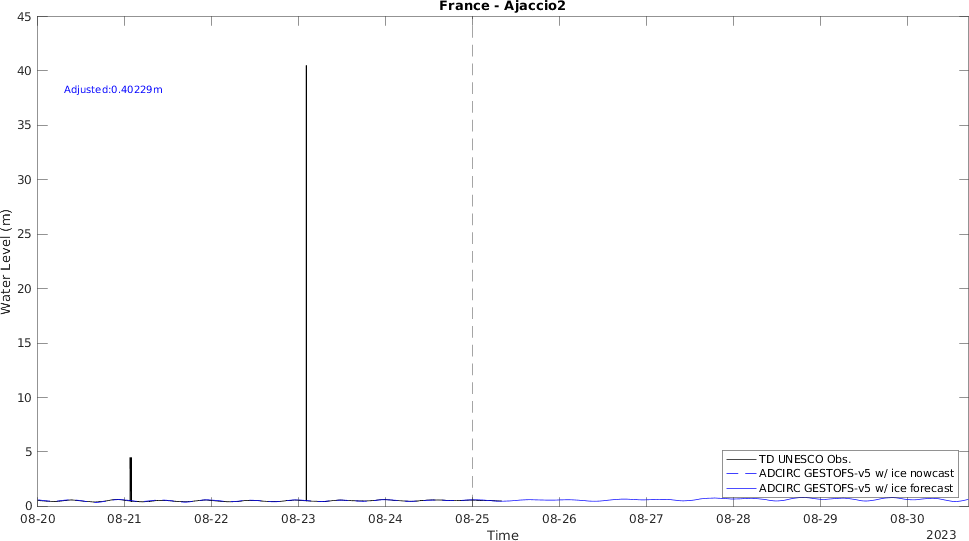 France - Ajaccio2
45
40
Adjusted:0.40229m
35
30
25
20
15
10
5
0
Water Level (m)
TD UNESCO Obs.
ADCIRC GESTOFS-v5 w/ ice nowcast
ADCIRC GESTOFS-v5 w/ ice forecast
08-20 08-21 08-22 08-23 08-24 08-25 08-26 08-27 08-28 08-29 08-30
Time
2023